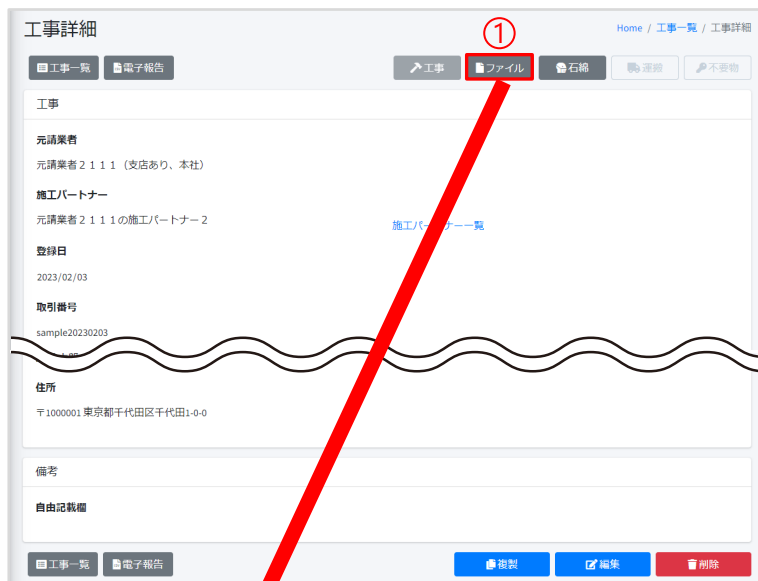 工事詳細
①
Home / 工事一覧 / 工事詳細
工事一覧 電子報告 工事 ファイル 石綿 運搬 不要物
工事
元請業者
元請業者2111(支店あり、本社)
施工パートナー
元請業者2111の施工パートナー2
施工パートナー一覧
登録日
2023/02/03
取引番号
sample20230203
住所
〒1000001 東京都千代田区千代田1-0-0
備考
自由記載欄
工事一覧 電子報告 複製 編集 削除